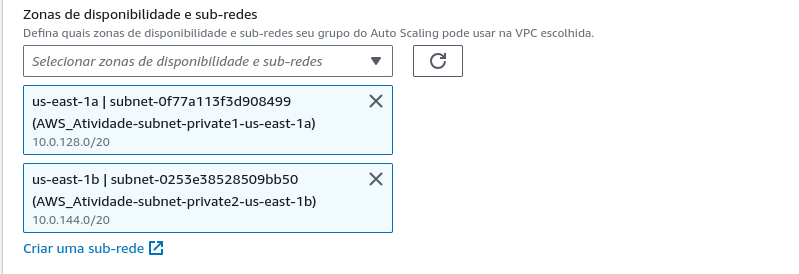 Zonas de disponibilidade e sub-redes
Defina quais zonas de disponibilidade e sub-redes seu grupo do Auto Scaling pode usar na VPC escolhida.
Selecionar zonas de disponibilidade e sub-redes
us-east-1a | subnet-0f77a113f3d908499
(AWS_Atividade-subnet-private1-us-east-1a)
10.0.128.0/20
us-east-1b | subnet-0253e38528509bb50
(AWS_Atividade-subnet-private2-us-east-1b)
10.0.144.0/20
Criar uma sub-rede